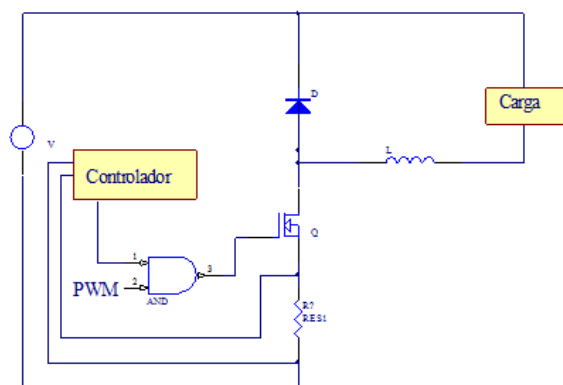 D
Carga
V
L
Controlador
Q
1
3
PWM
2
AND
R?
RES1